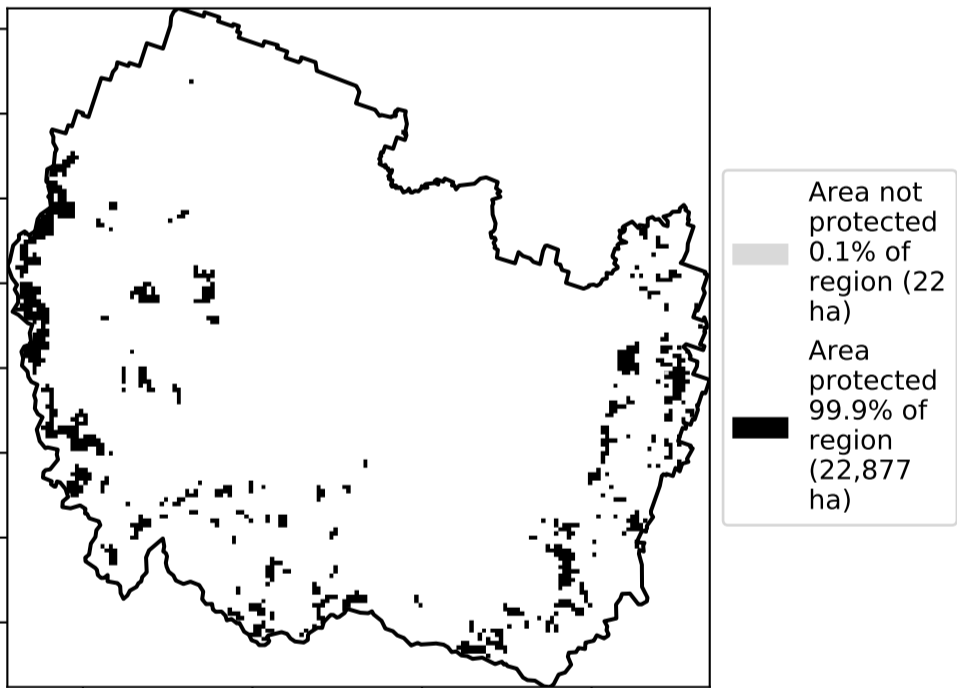 Area not
protected
0.1% of
region (22
ha)
Area
protected
99.9% of
region
(22,877
ha)